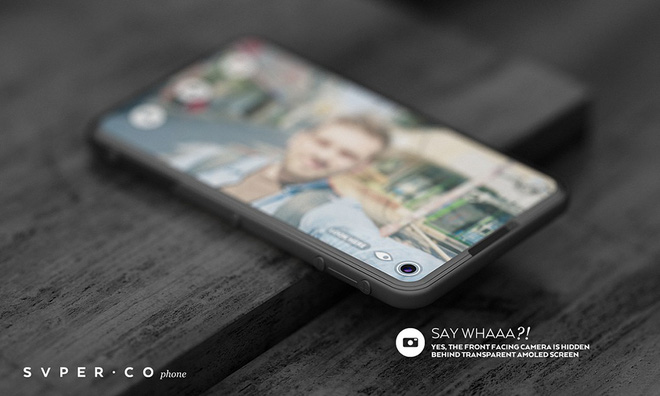 SAY WHAAA?!
YES, THE FRONT FACING CAMERA IS HIDDEN
BEHIND TRANSPARENT AMOLED SCREEN
SVPER·CO phone